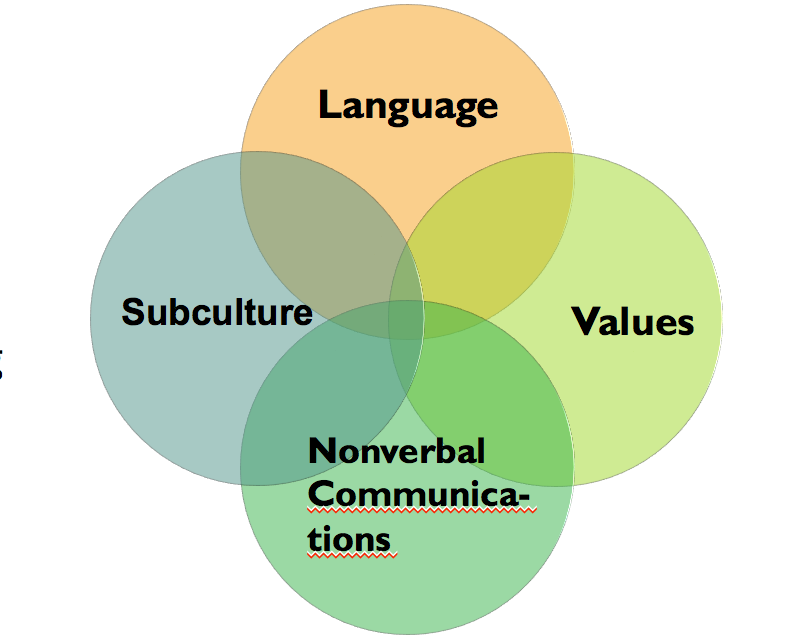 Language
Subculture
Values
Nonverbal
Communica-
tions